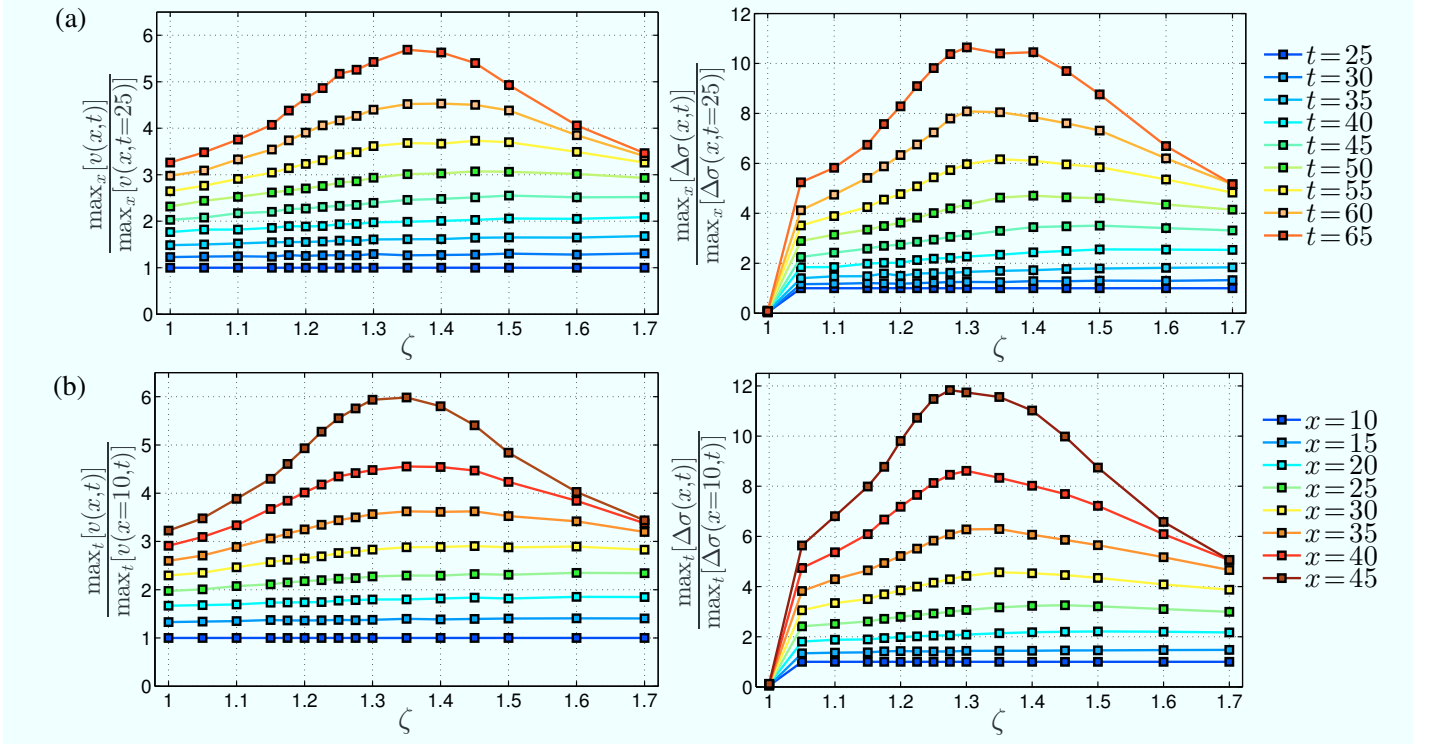 (a)
max_x[v(x,t)]
max_x[v(x,t=25)]
6
5
4
3
2
1
0
1 1.1 1.2 1.3 1.4 1.5 1.6 1.7
ζ
max_x[Δσ(x,t)]
max_x[Δσ(x,t=25)]
12
10
8
6
4
2
0
1 1.1 1.2 1.3 1.4 1.5 1.6 1.7
ζ
t=25
t=30
t=35
t=40
t=45
t=50
t=55
t=60
t=65
(b)
max_t[v(x,t)]
max_t[v(x=10,t)]
6
5
4
3
2
1
0
1 1.1 1.2 1.3 1.4 1.5 1.6 1.7
ζ
max_t[Δσ(x,t)]
max_t[Δσ(x=10,t)]
12
10
8
6
4
2
0
1 1.1 1.2 1.3 1.4 1.5 1.6 1.7
ζ
x=10
x=15
x=20
x=25
x=30
x=35
x=40
x=45